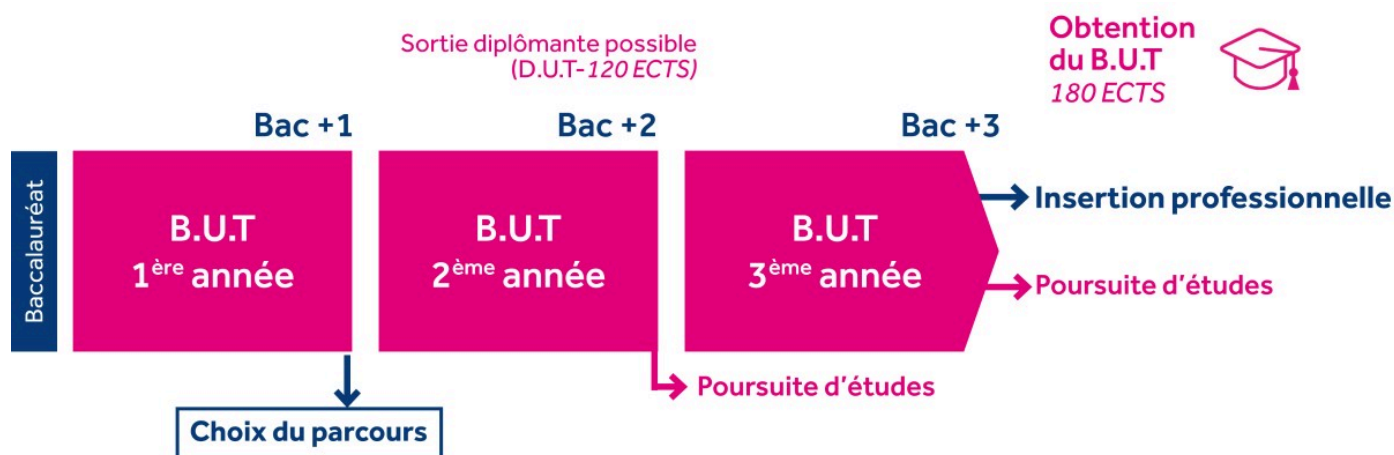 Sortie diplômante possible
(D.U.T-120 ECTS)
Obtention
du B.U.T
180 ECTS
Bac +1
Bac +2
Bac +3
Baccalauréat
B.U.T
1ère année
B.U.T
2ème année
B.U.T
3ème année
Insertion professionnelle
Poursuite d'études
Poursuite d'études
Choix du parcours